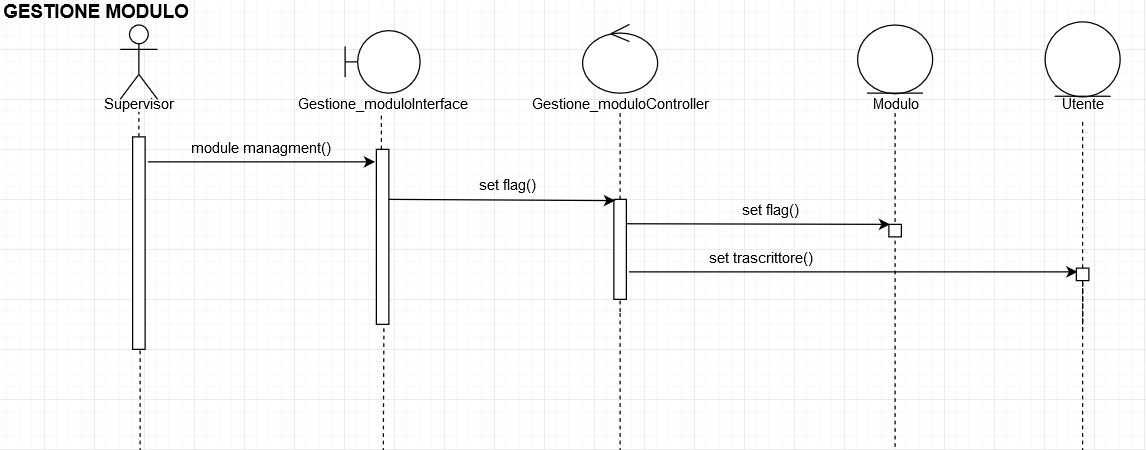 GESTIONE MODULO
Supervisor
Gestione_moduloInterface
Gestione_moduloController
Modulo
Utente
module managment()
set flag()
set flag()
set trascrittore()